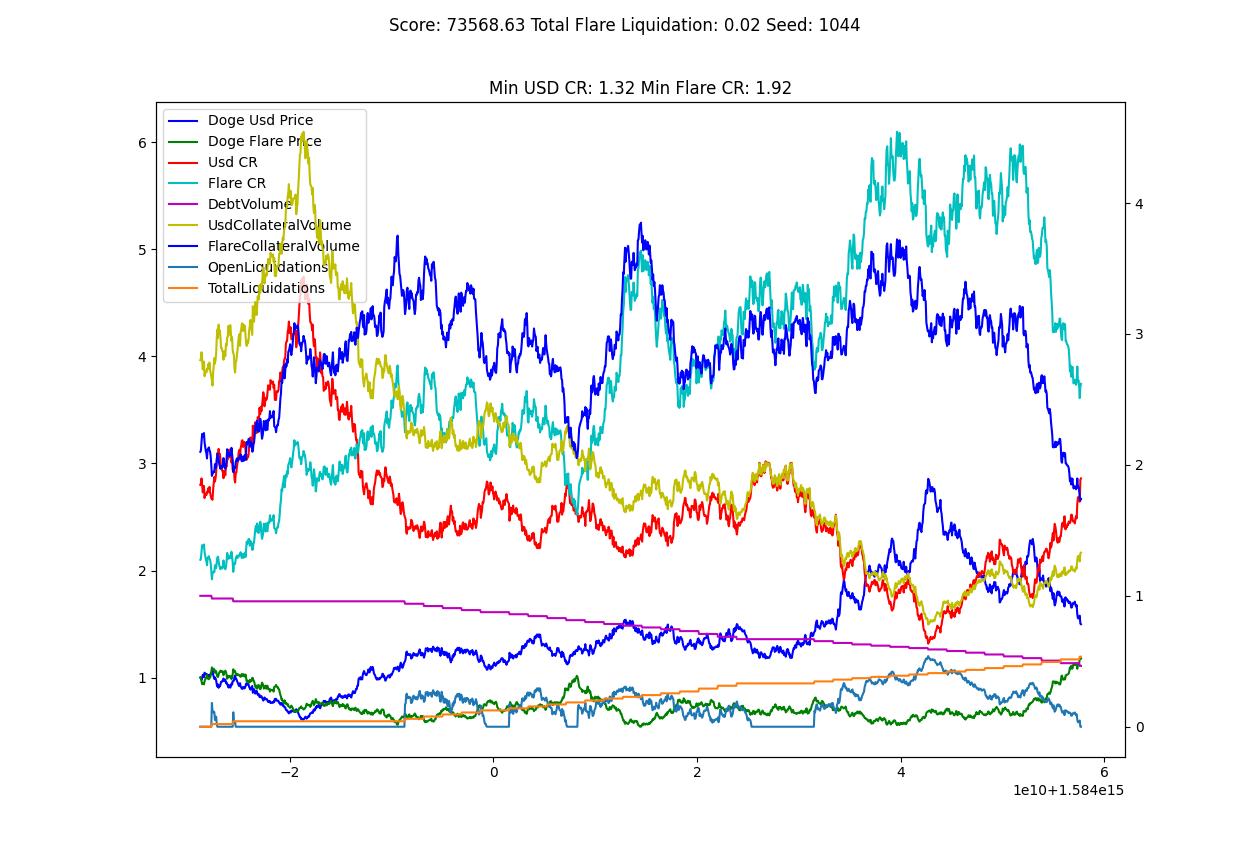 Score: 73568.63 Total Flare Liquidation: 0.02 Seed: 1044
Min USD CR: 1.32 Min Flare CR: 1.92
Doge Usd Price
Doge Flare Price
Usd CR
Flare CR
DebtVolume
UsdCollateralVolume
FlareCollateralVolume
OpenLiquidations
TotalLiquidations
6
5
4
3
2
1
4
3
2
1
0
−2
0
2
4
6
1e10+1.584e15